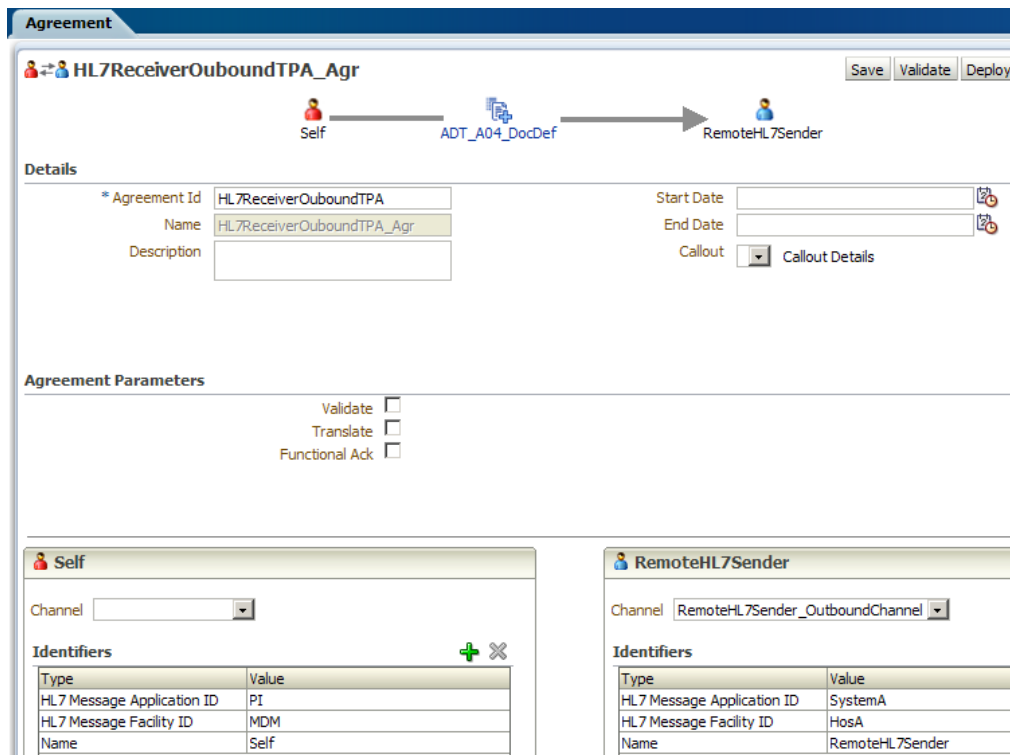 Agreement
HL7ReceiverOuboundTPA_Agr Save Validate Deploy
Self ADT_A04_DocDef RemoteHL7Sender
Details
* Agreement Id HL7ReceiverOuboundTPA Start Date
Name HL7ReceiverOuboundTPA_Agr End Date
Description Callout Callout Details
Agreement Parameters
Validate
Translate
Functional Ack
Self
Channel
Identifiers
Type Value
HL7 Message Application ID PI
HL7 Message Facility ID MDM
Name Self
RemoteHL7Sender
Channel RemoteHL7Sender_OutboundChannel
Identifiers
Type Value
HL7 Message Application ID SystemA
HL7 Message Facility ID HosA
Name RemoteHL7Sender